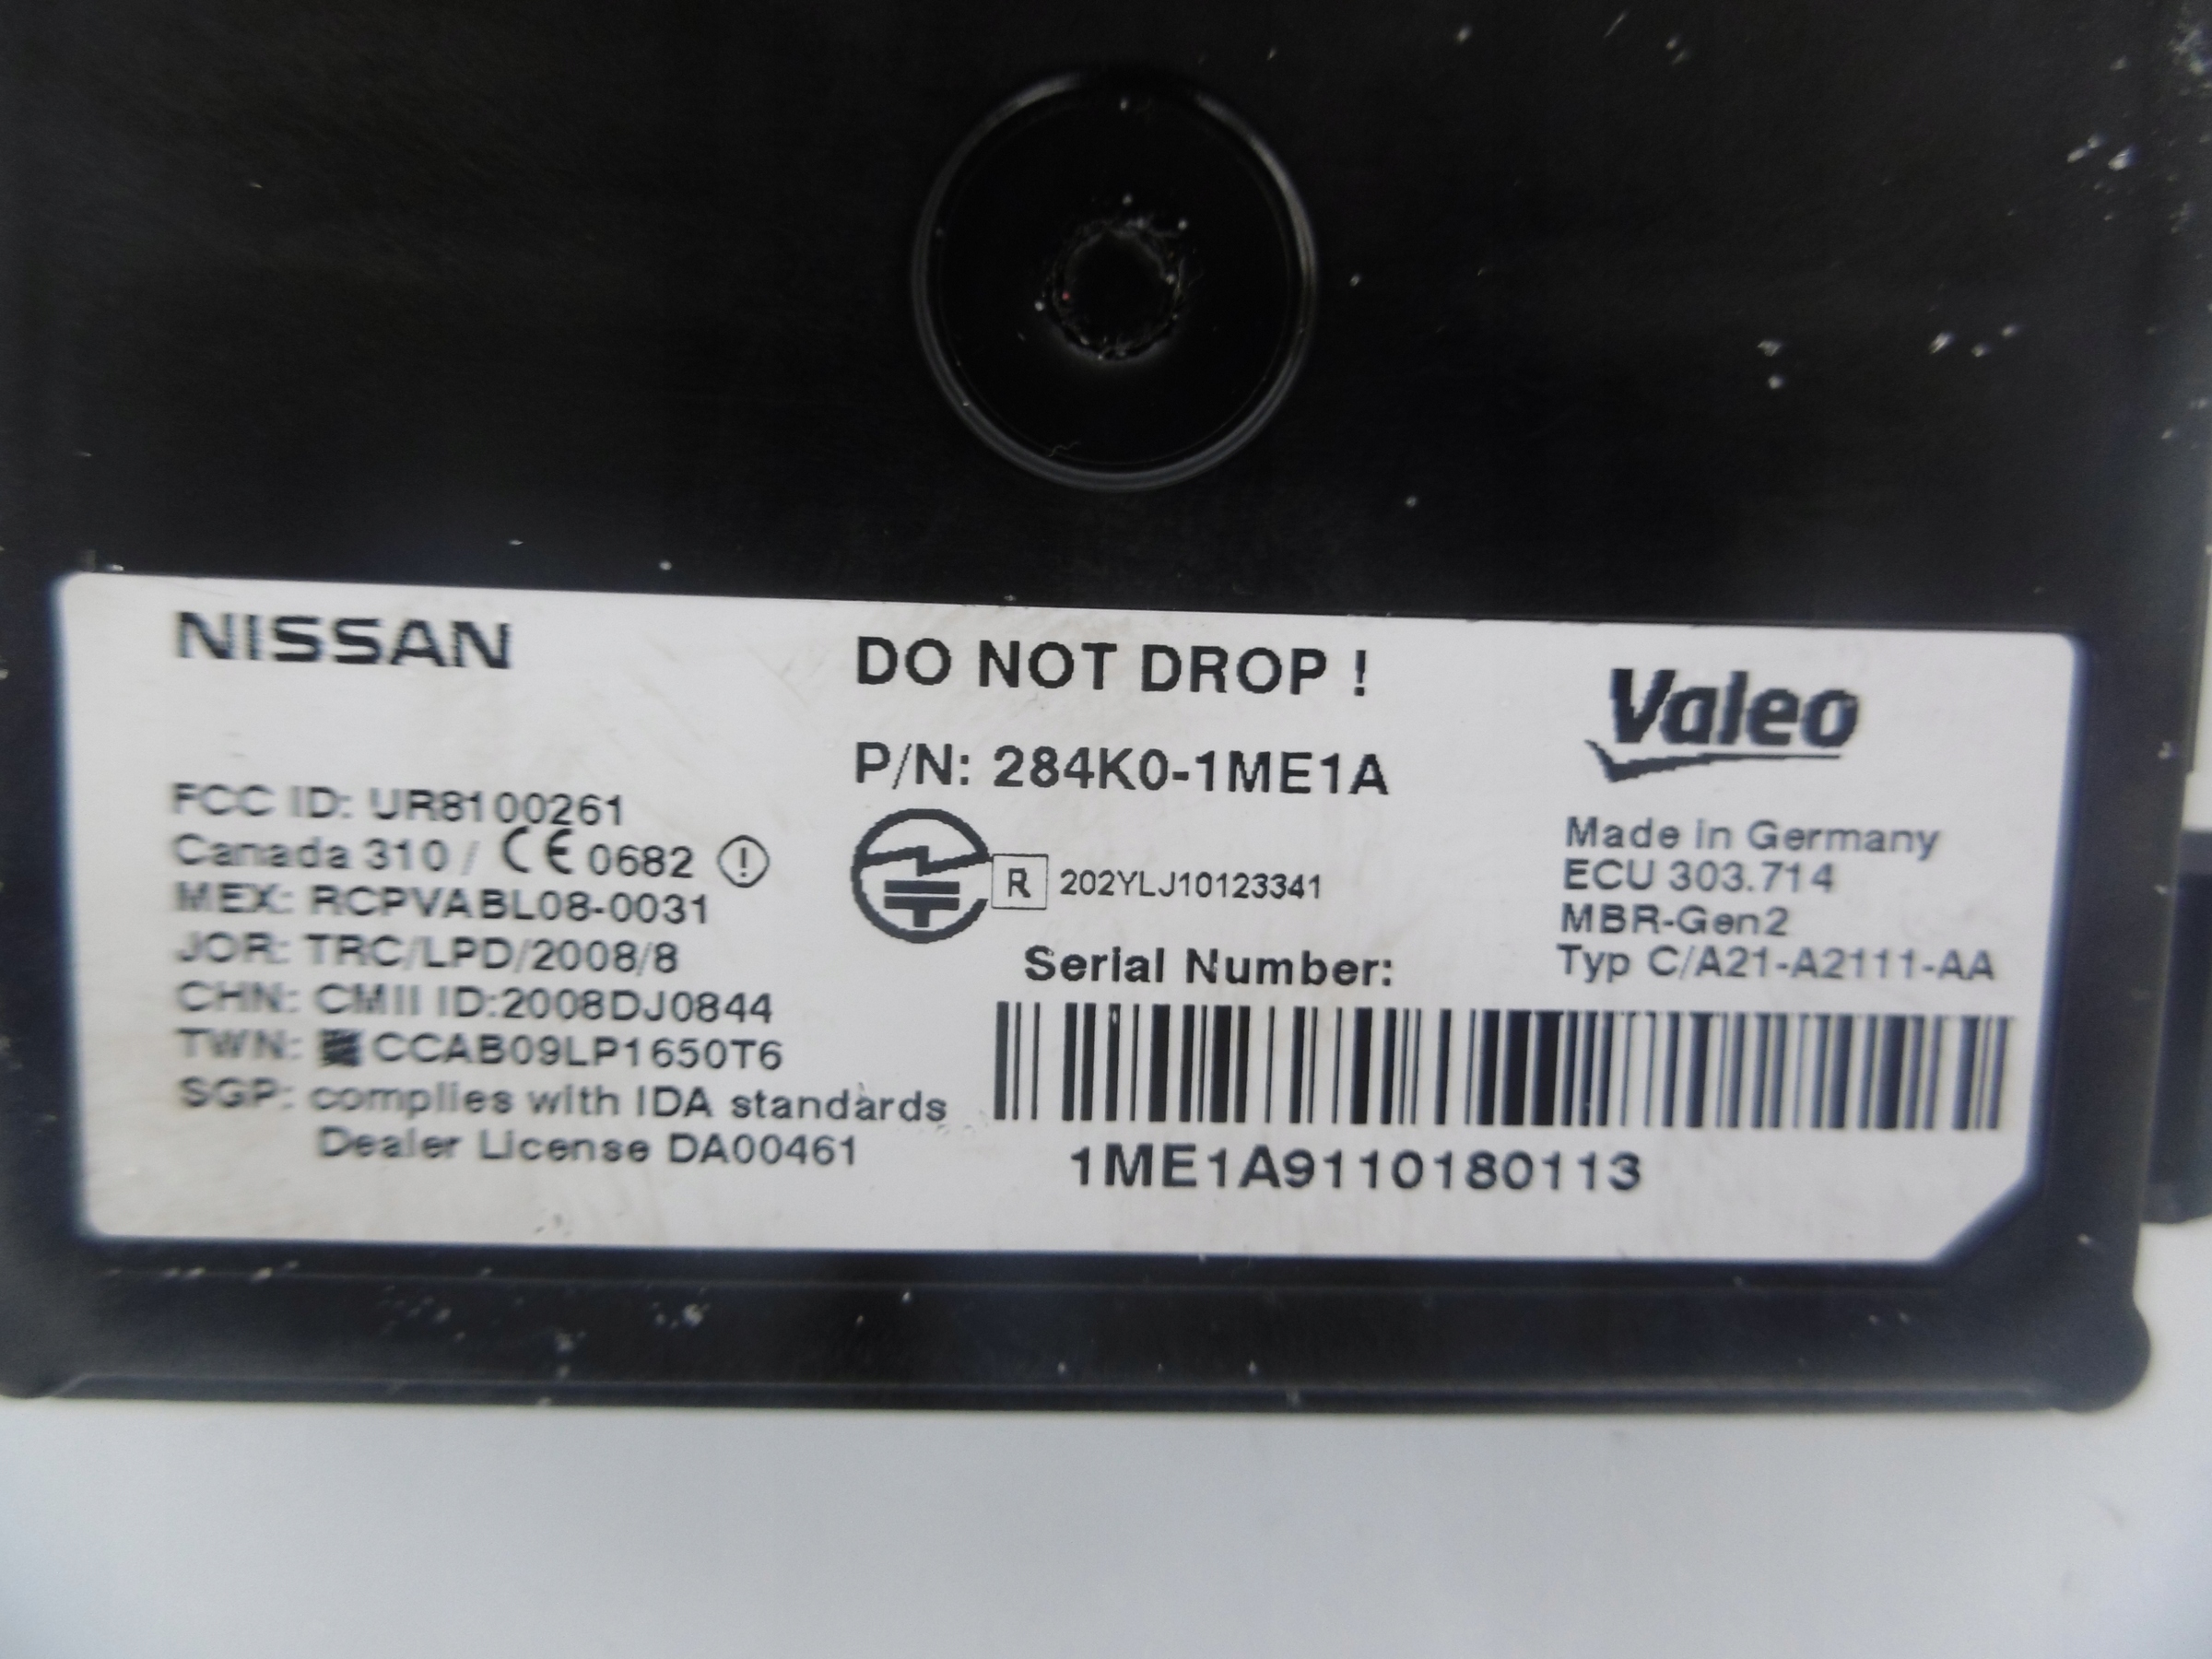 NISSAN
DO NOT DROP !
Valeo
P/N: 284K0-1ME1A
FCC ID: UR8100261
Canada 310 / CE 0682
MEX: RCPVABL08-0031
JOR: TRC/LPD/2008/8
CHN: CMII ID:2008DJ0844
TWN: CCAB09LP1650T6
SGP: complies with IDA standards
Dealer License DA00461
R 202YLJ10123341
Serial Number:
1ME1A9110180113
Made in Germany
ECU 303.714
MBR-Gen2
Typ C/A21-A2111-AA